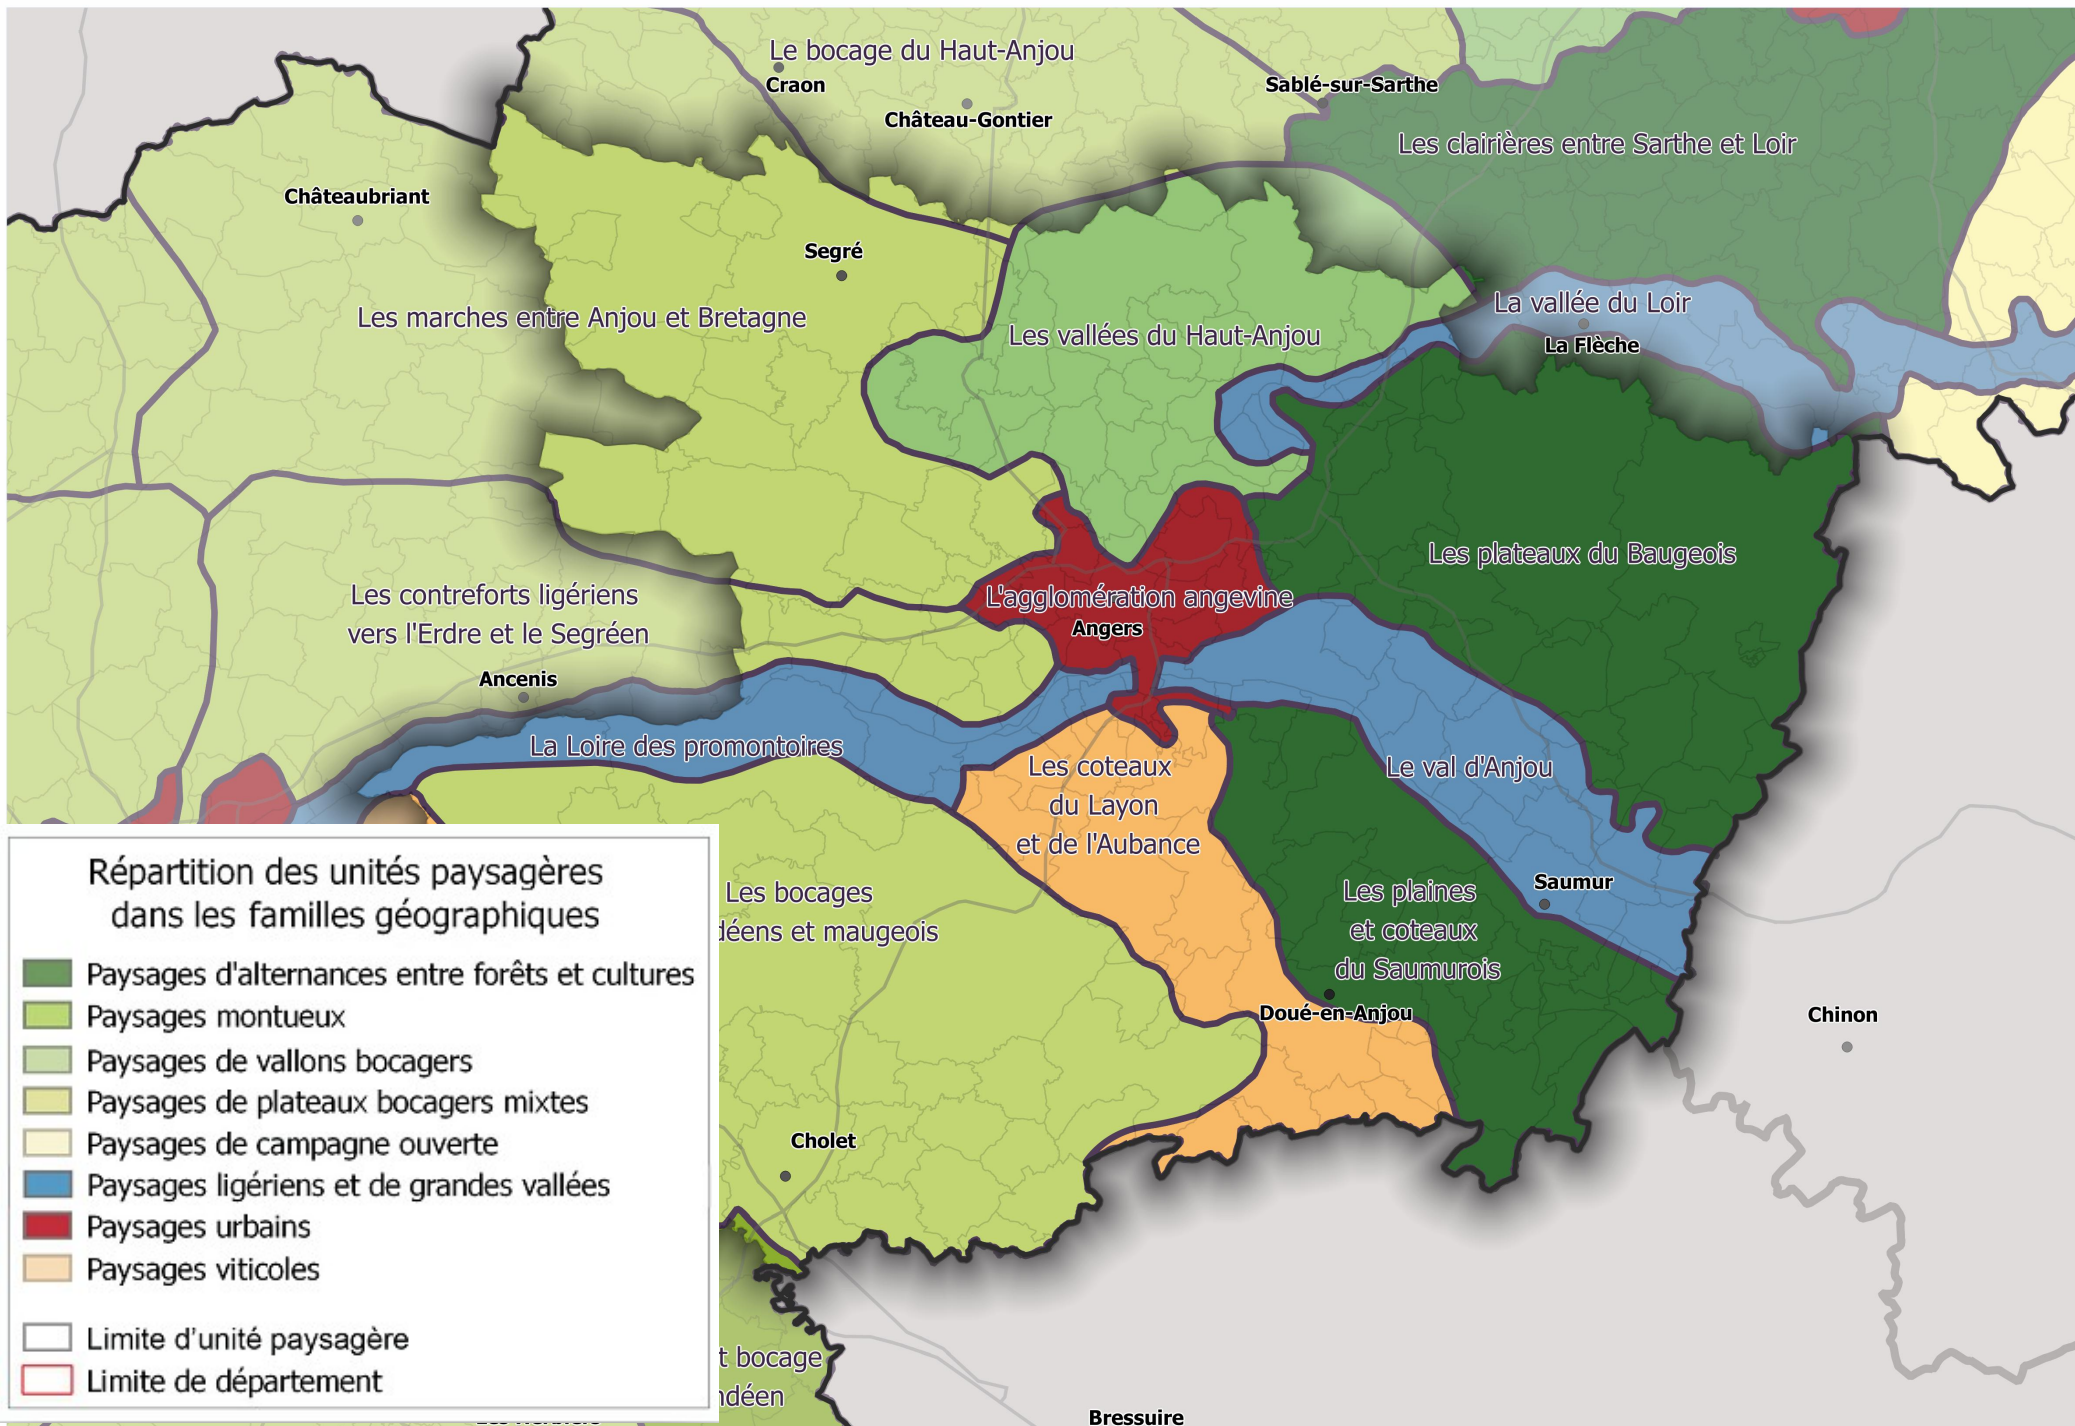 Le bocage du Haut-Anjou
Craon
Sablé-sur-Sarthe
Château-Gontier
Les clairières entre Sarthe et Loir
Châteaubriant
Segré
La vallée du Loir
Les marches entre Anjou et Bretagne
Les vallées du Haut-Anjou
La Flèche
Les plateaux du Baugeois
Les contreforts ligériens
vers l'Erdre et le Segréen
L'agglomération angevine
Angers
Ancenis
La Loire des promontoires
Les coteaux
du Layon
et de l'Aubance
Le val d'Anjou
Les bocages
déens et maugeois
Les plaines
et coteaux
du Saumurois
Saumur
Doué-en-Anjou
Chinon
Cholet
t bocage
ndéen
Bressuire
Répartition des unités paysagères
dans les familles géographiques
Paysages d'alternances entre forêts et cultures
Paysages montueux
Paysages de vallons bocagers
Paysages de plateaux bocagers mixtes
Paysages de campagne ouverte
Paysages ligériens et de grandes vallées
Paysages urbains
Paysages viticoles
Limite d'unité paysagère
Limite de département